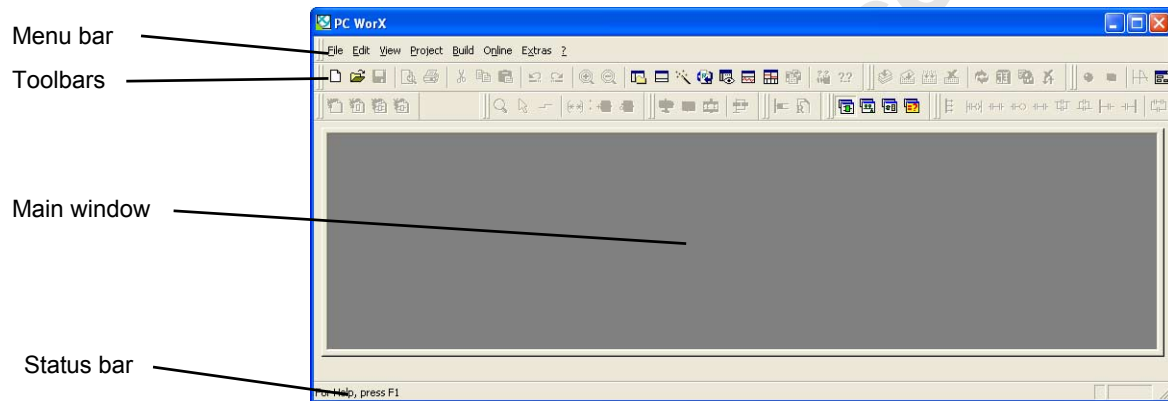 PC WorX
Menu bar
File Edit View Project Build Online Extras ?
Toolbars
??
Main window
Status bar
For Help, press F1